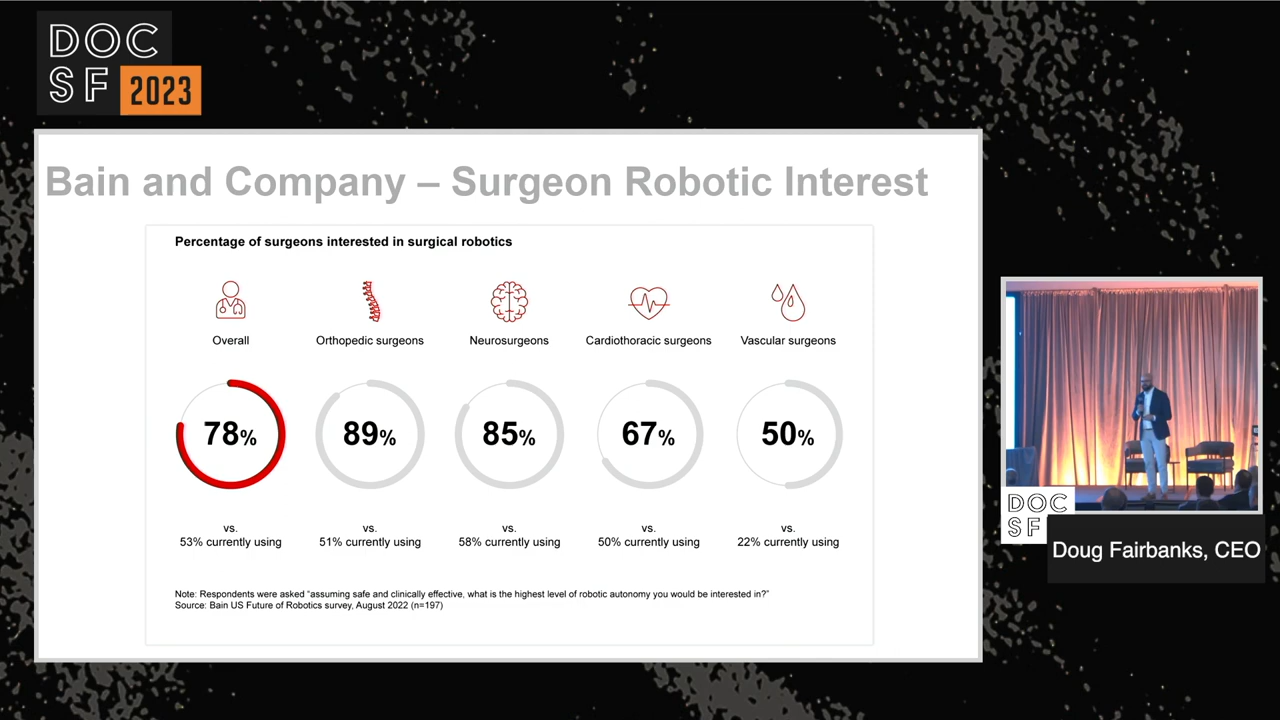 DOC
SF 2023
Bain and Company – Surgeon Robotic Interest
Percentage of surgeons interested in surgical robotics
Overall
Orthopedic surgeons
Neurosurgeons
Cardiothoracic surgeons
Vascular surgeons
78%
89%
85%
67%
50%
vs.
53% currently using
vs.
51% currently using
vs.
58% currently using
vs.
50% currently using
vs.
22% currently using
Note: Respondents were asked “assuming safe and clinically effective, what is the highest level of robotic autonomy you would be interested in?”
Source: Bain US Future of Robotics survey, August 2022 (n=197)
DOC
SF
Doug Fairbanks, CEO